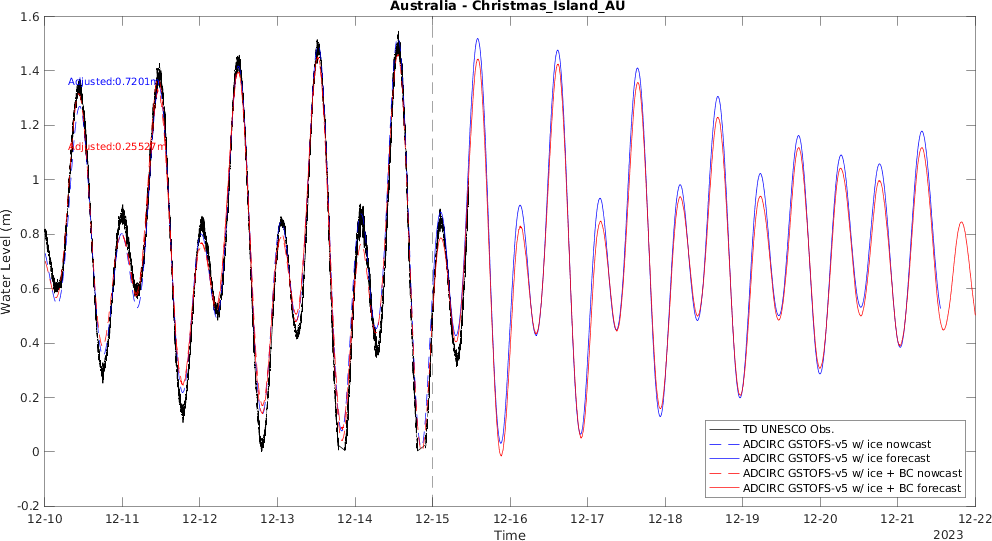 Australia - Christmas_Island_AU
Water Level (m)
1.6
1.4
1.2
1
0.8
0.6
0.4
0.2
0
-0.2
Adjusted:0.7201m
Adjusted:0.25527m
TD UNESCO Obs.
ADCIRC GSTOFS-v5 w/ ice nowcast
ADCIRC GSTOFS-v5 w/ ice forecast
ADCIRC GSTOFS-v5 w/ ice + BC nowcast
ADCIRC GSTOFS-v5 w/ ice + BC forecast
12-10 12-11 12-12 12-13 12-14 12-15 12-16 12-17 12-18 12-19 12-20 12-21 12-22
Time
2023